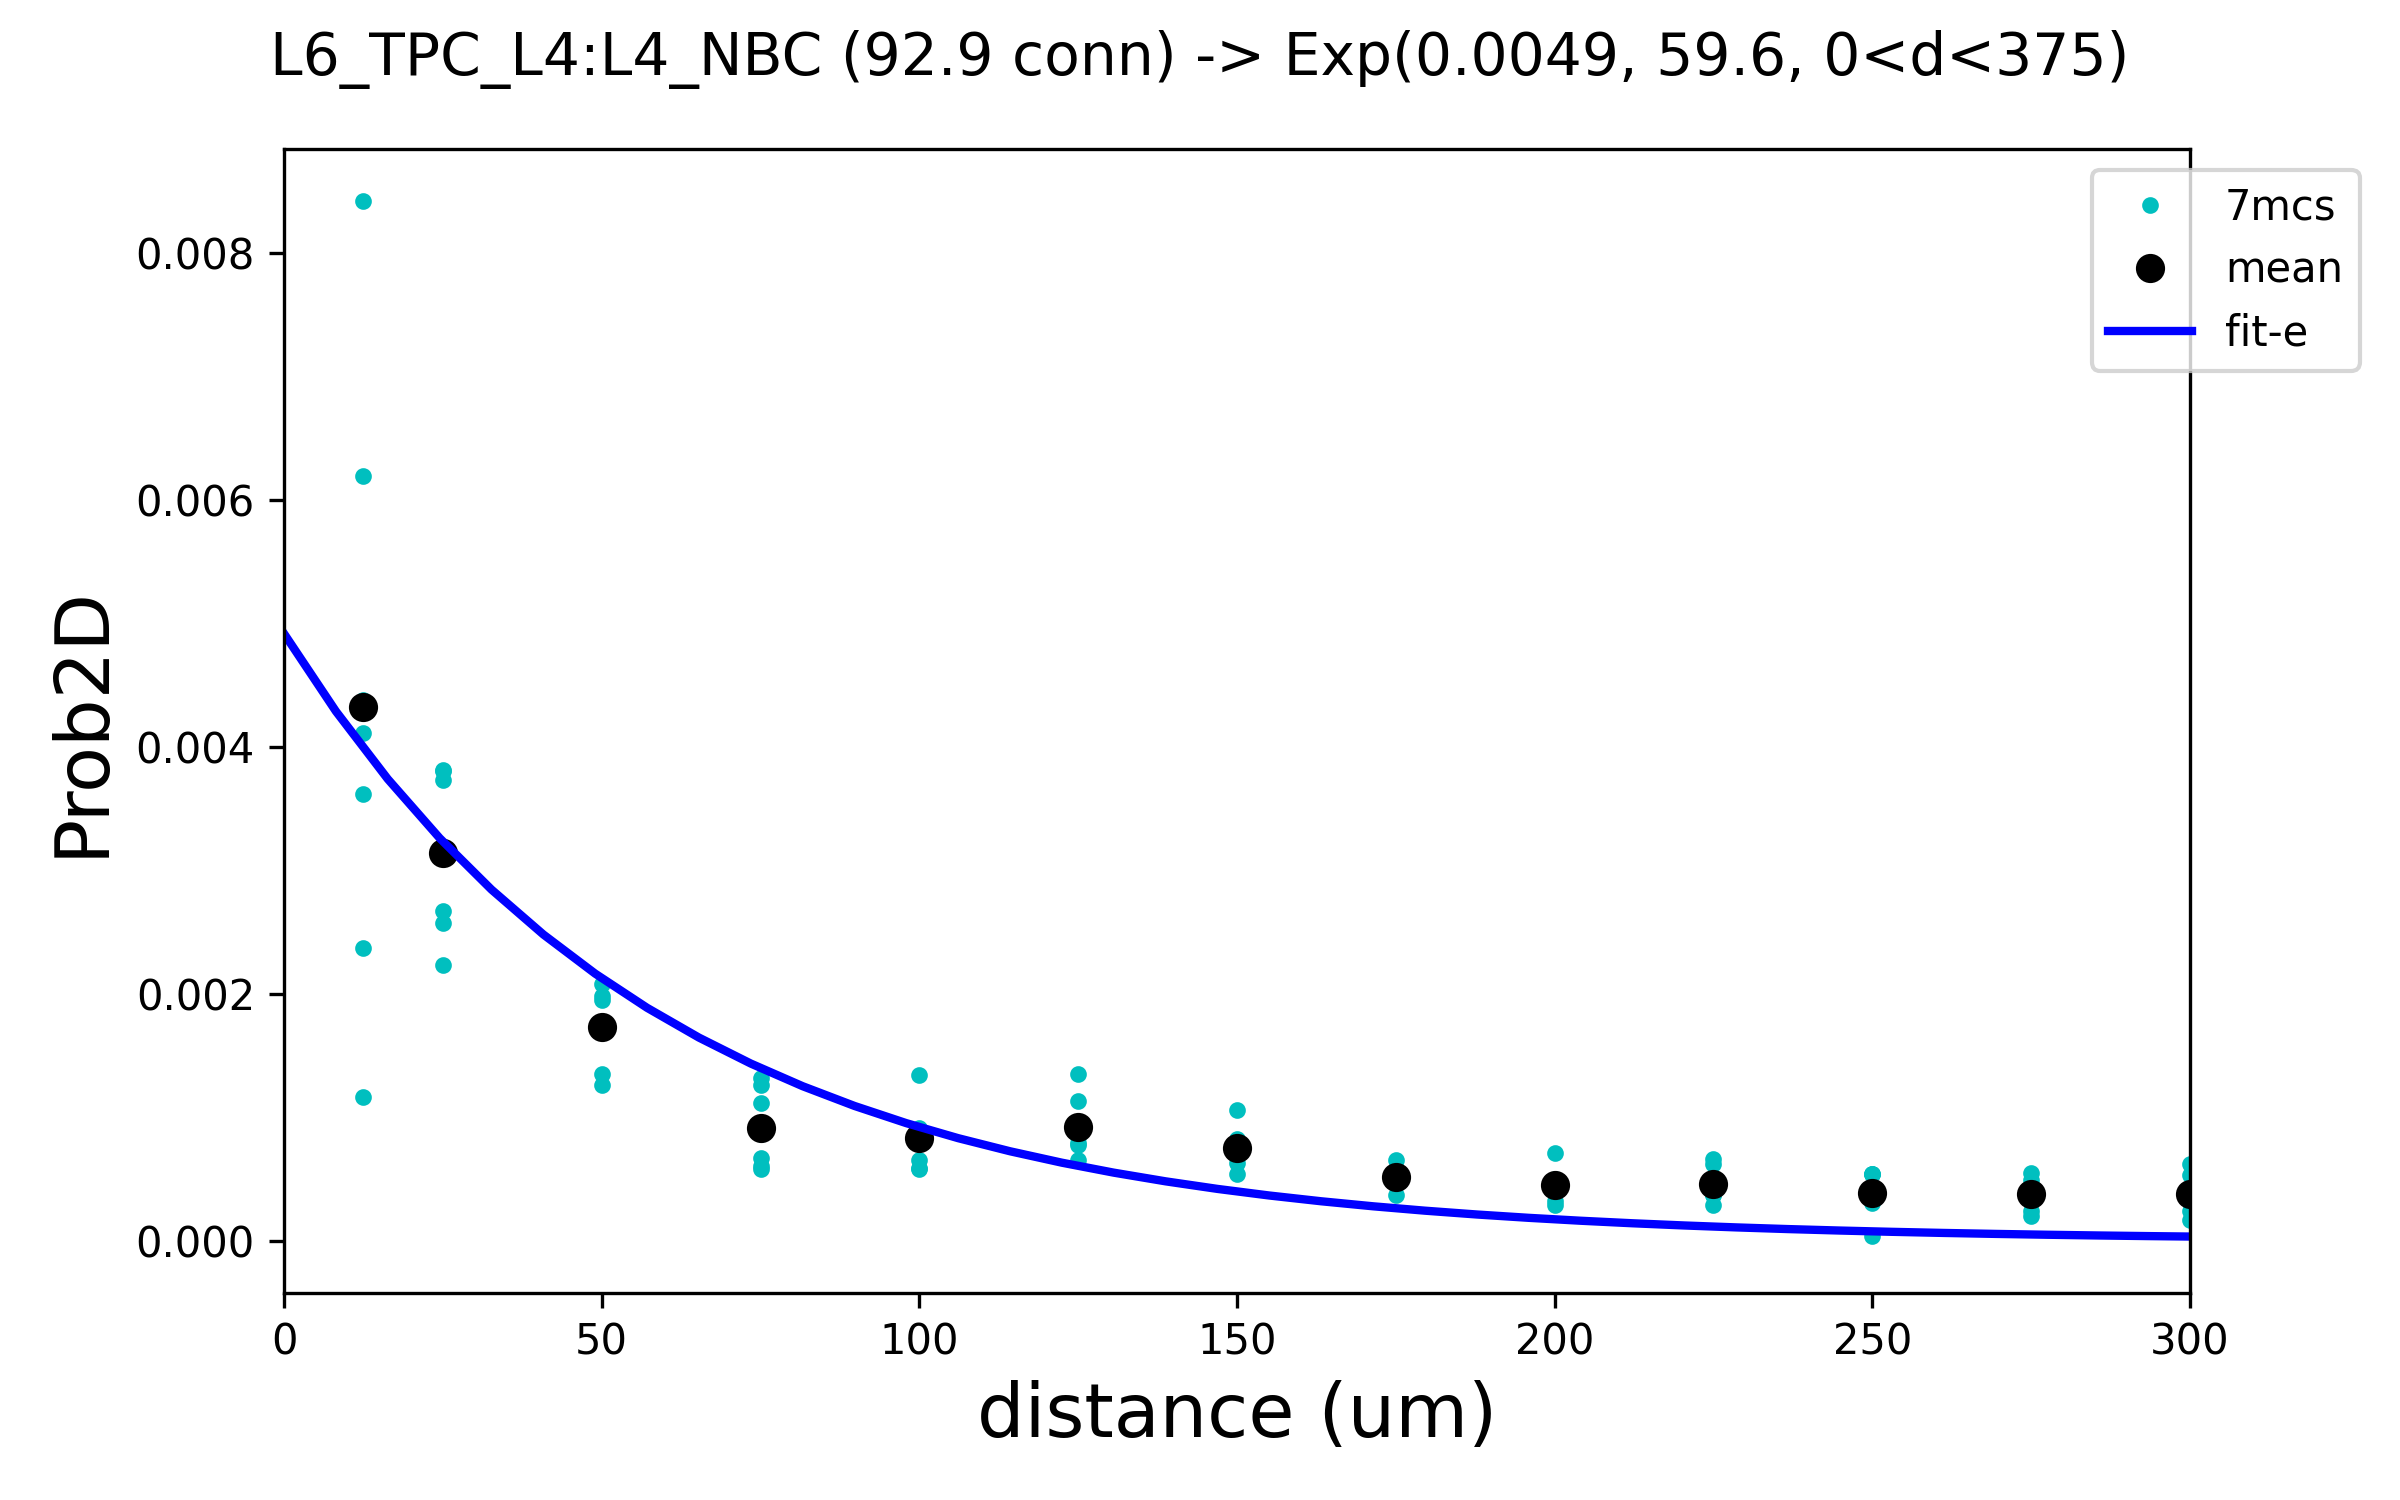 L6_TPC_L4:L4_NBC (92.9 conn) -> Exp(0.0049, 59.6, 0<d<375)
7mcs
mean
fit-e
Prob2D
0.008
0.006
0.004
0.002
0.000
0 50 100 150 200 250 300
distance (um)